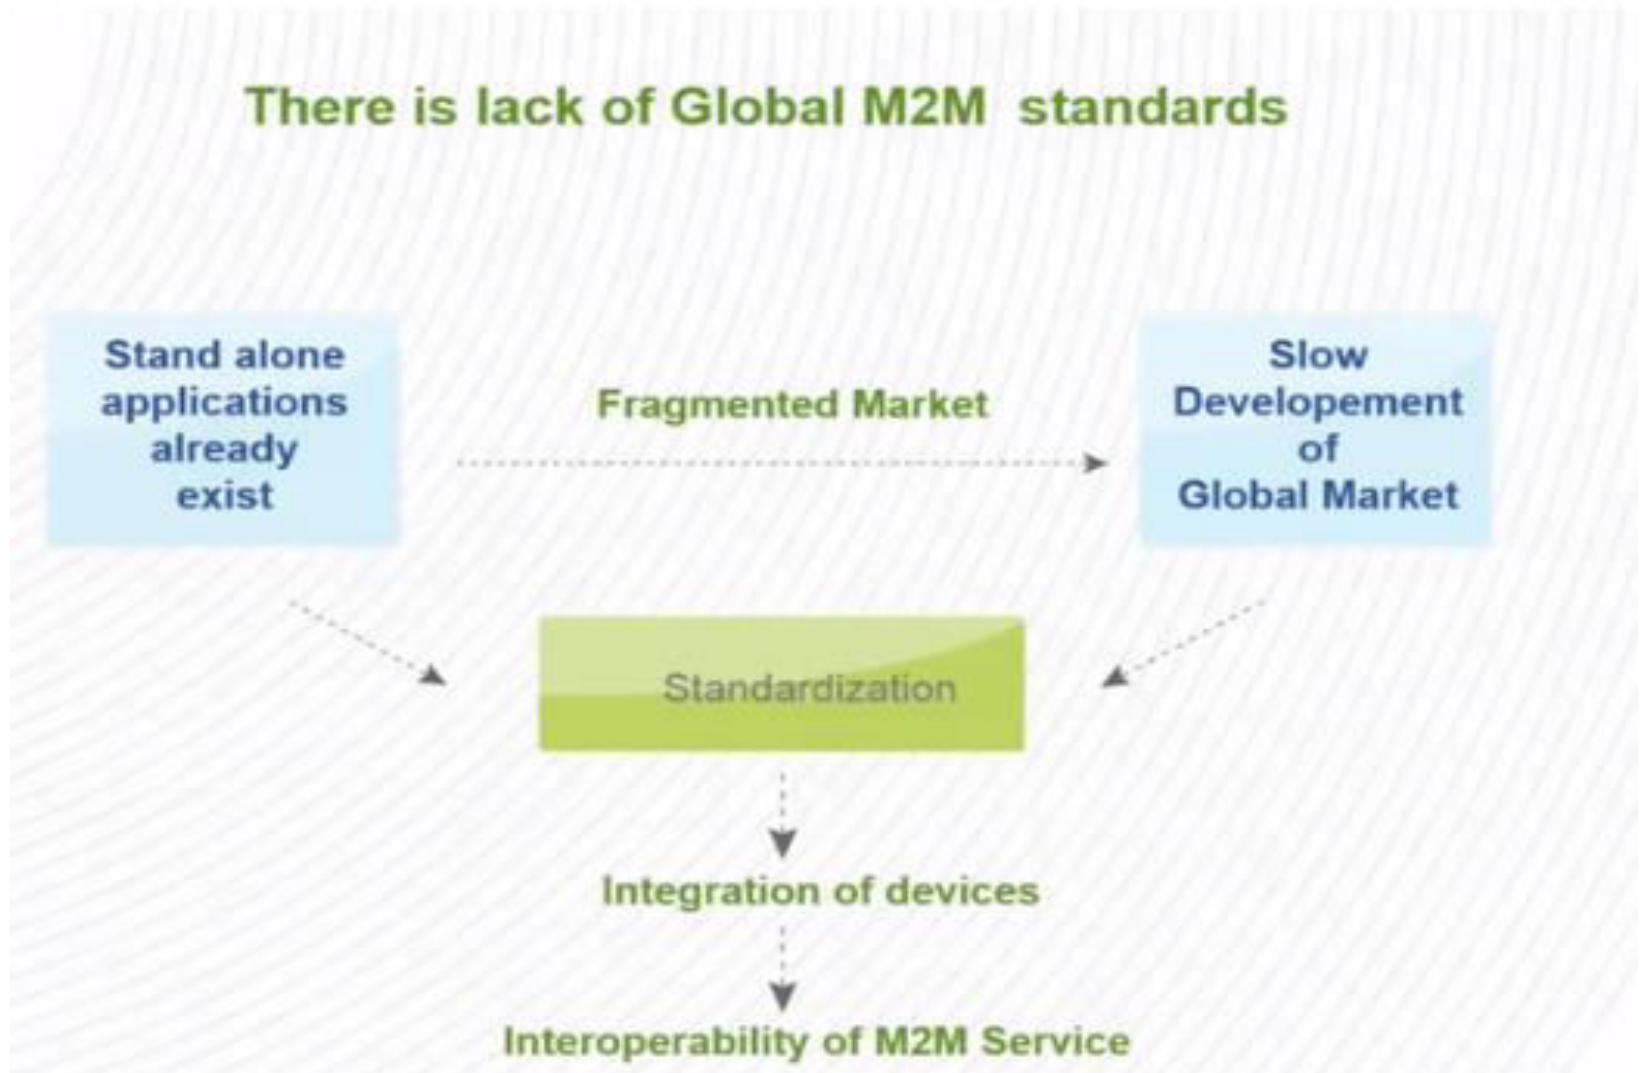 There is lack of Global M2M standards
Stand alone
applications
already
exist
Fragmented Market
Slow
Developement
of
Global Market
Standardization
Integration of devices
Interoperability of M2M Service